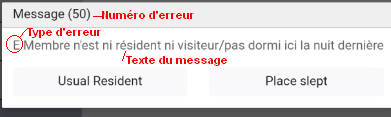 Message (50) Numéro d'erreur
Type d'erreur
E Membre n'est ni résident ni visiteur/pas dormi ici la nuit dernière
Texte du message
Usual Resident Place slept